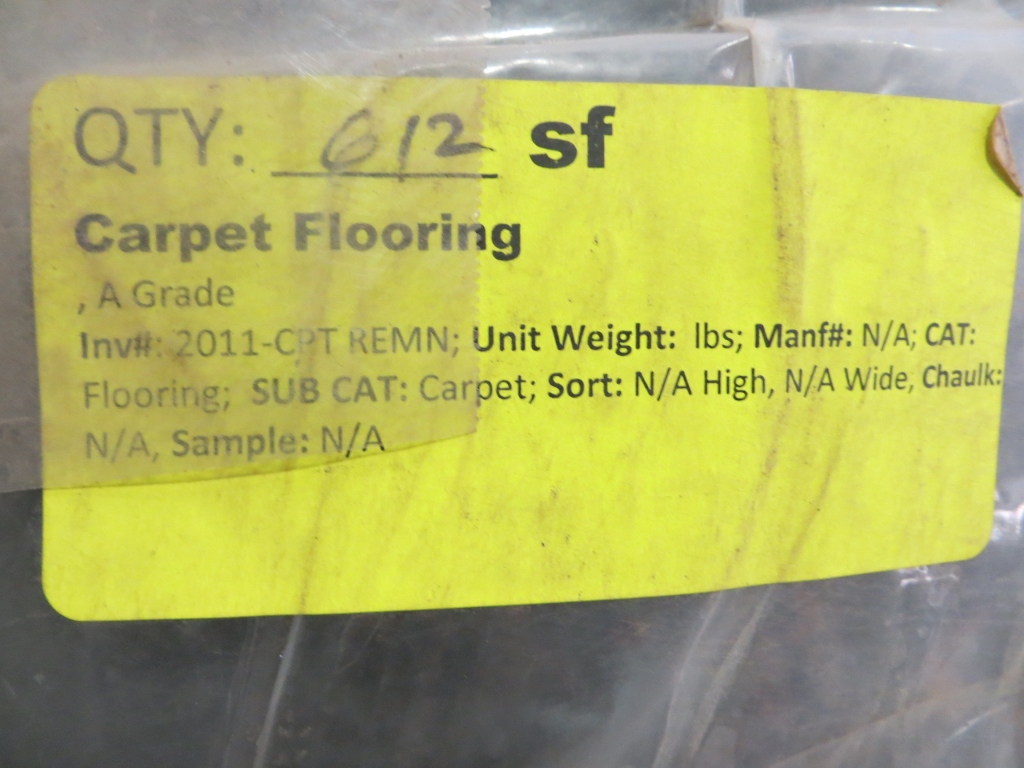 QTY: 612 sf
Carpet Flooring
, A Grade
Inv#: 2011-CPT REMN; Unit Weight: lbs; Manf#: N/A; CAT:
Flooring; SUB CAT: Carpet; Sort: N/A High, N/A Wide, Chaulk:
N/A, Sample: N/A